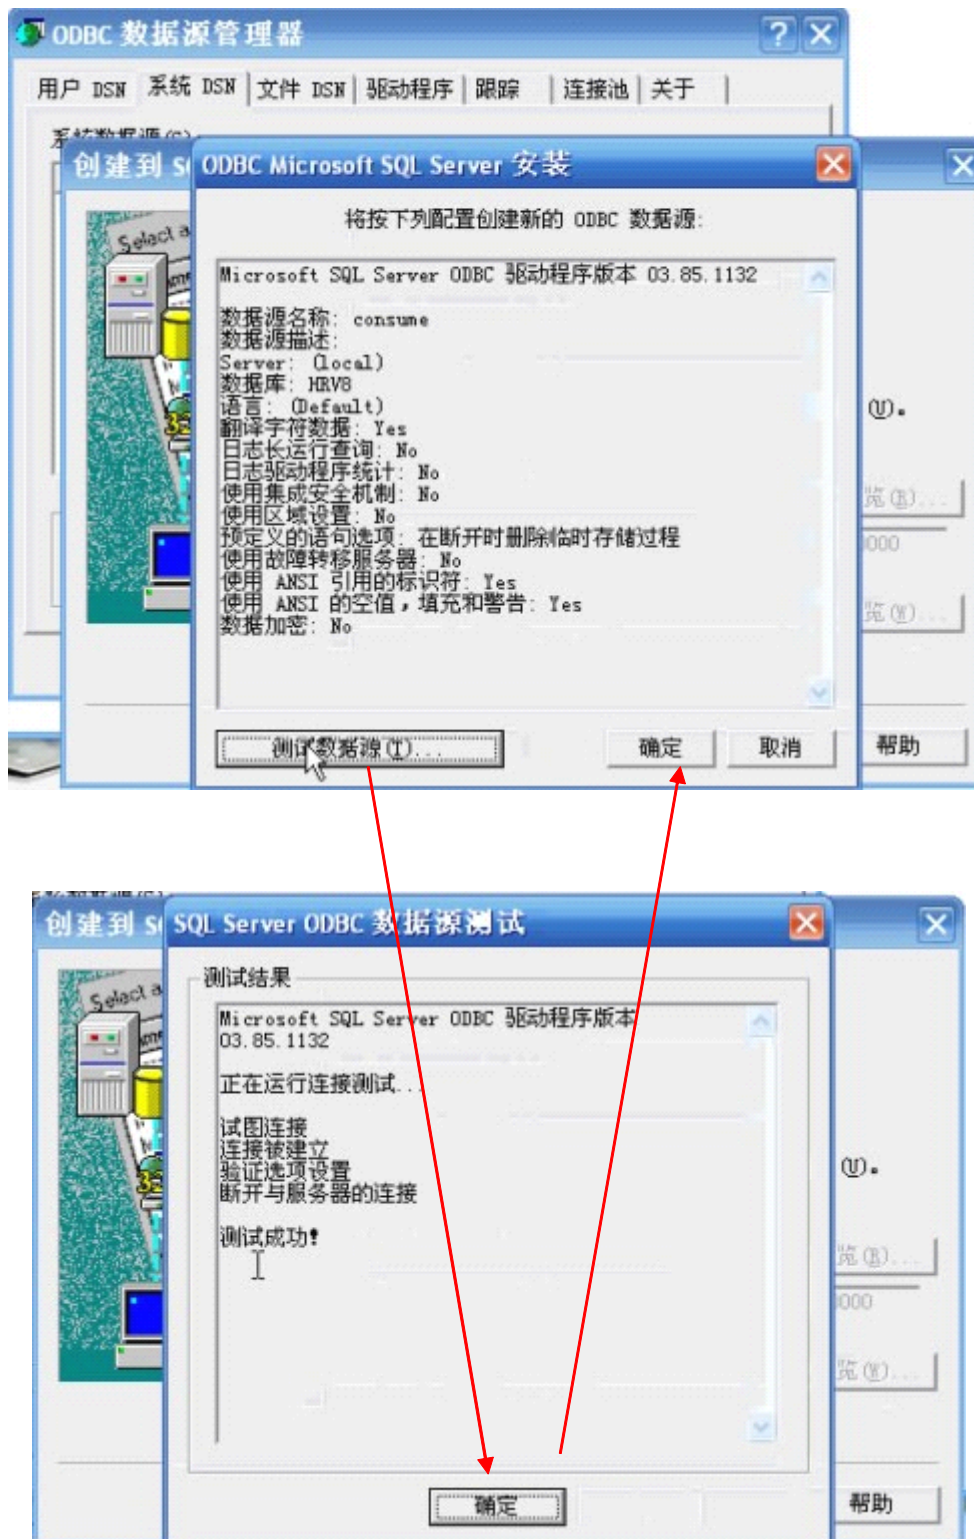 ODBC 数据源管理器
用户 DSN 系统 DSN 文件 DSN 驱动程序 跟踪 连接池 关于
系统数据源(S):
创建到 S
ODBC Microsoft SQL Server 安装
Select a
将按下列配置创建新的 ODBC 数据源:
Microsoft SQL Server ODBC 驱动程序版本 03.85.1132
数据源名称: consume
数据源描述:
Server: (local)
数据库: HRV8
语言: (Default)
翻译字符数据: Yes
日志长运行查询: No
日志驱动程序统计: No
使用集成安全机制: No
使用区域设置: No
预定义的语句选项: 在断开时删除临时存储过程
使用故障转移服务器: No
使用 ANSI 引用的标识符: Yes
使用 ANSI 的空值，填充和警告: Yes
数据加密: No
(U)。
览(R)...
000
览(W)...
测试数据源(T)...
确定
取消
帮助
创建到 S
SQL Server ODBC 数据源测试
Select a
测试结果
Microsoft SQL Server ODBC 驱动程序版本
03.85.1132
正在运行连接测试...
试图连接
连接被建立
验证选项设置
断开与服务器的连接
测试成功!
(U)。
览(R)...
000
览(W)...
确定
帮助